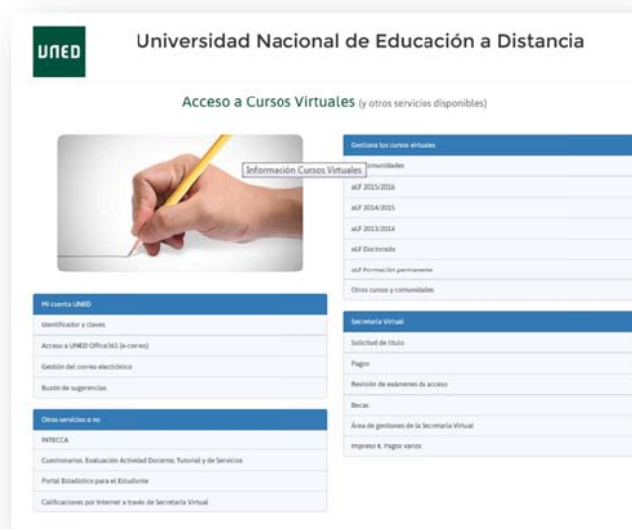 UNED
Universidad Nacional de Educación a Distancia
Acceso a Cursos Virtuales (y otros servicios disponibles)
Información Cursos Virtuales
Mi cuenta UNED
Identificador y claves
Acceso a UNED Office365 (e-correo)
Gestión del correo electrónico
Buzón de sugerencias
Otros servicios o no
INTECCA
Cuestionarios. Evaluación Actividad Docente, Tutorial y de Servicios
Portal Estadístico para el Estudiante
Calificaciones por Internet a través de Secretaría Virtual
Gestiona tus cursos virtuales
omunidades
aLF 2015/2016
aLF 2014/2015
aLF 2013/2014
aLF Doctorado
aLF Formación permanente
Otros cursos y comunidades
Secretaría Virtual
Solicitud de título
Pagos
Revisión de exámenes de acceso
Becas
Área de gestiones de la Secretaría Virtual
Impreso K. Pagos varios